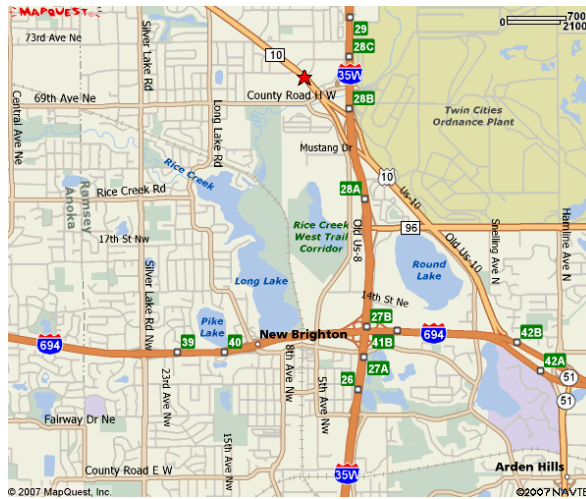 MAPQUEST
73rd Ave Ne
Silver Lake Rd
10
29
28C
700
2100
35W
69th Ave Ne
County Road H W
28B
Twin Cities
Ordnance Plant
Central Ave Ne
Long Lake Rd
Mustang Dr
Rice Creek
10
Us-10
Ramsey
Anoka
Rice Creek Rd
28A
Hamline Ave N
Snelling Ave N
17th St Nw
Rice Creek
West Trail
Corridor
Old Us-8
96
Old Us-10
Silver Lake Rd Nw
Long Lake
Round
Lake
14th St Ne
Pike
Lake
39
40
New Brighton
27B
694
694
41B
42B
27A
42A
51
51
23rd Ave Nw
8th Ave Nw
5th Ave Nw
26
Fairway Dr Ne
15th Ave Nw
County Road E W
35W
Arden Hills
© 2007 MapQuest, Inc.
©2007 NAVTE